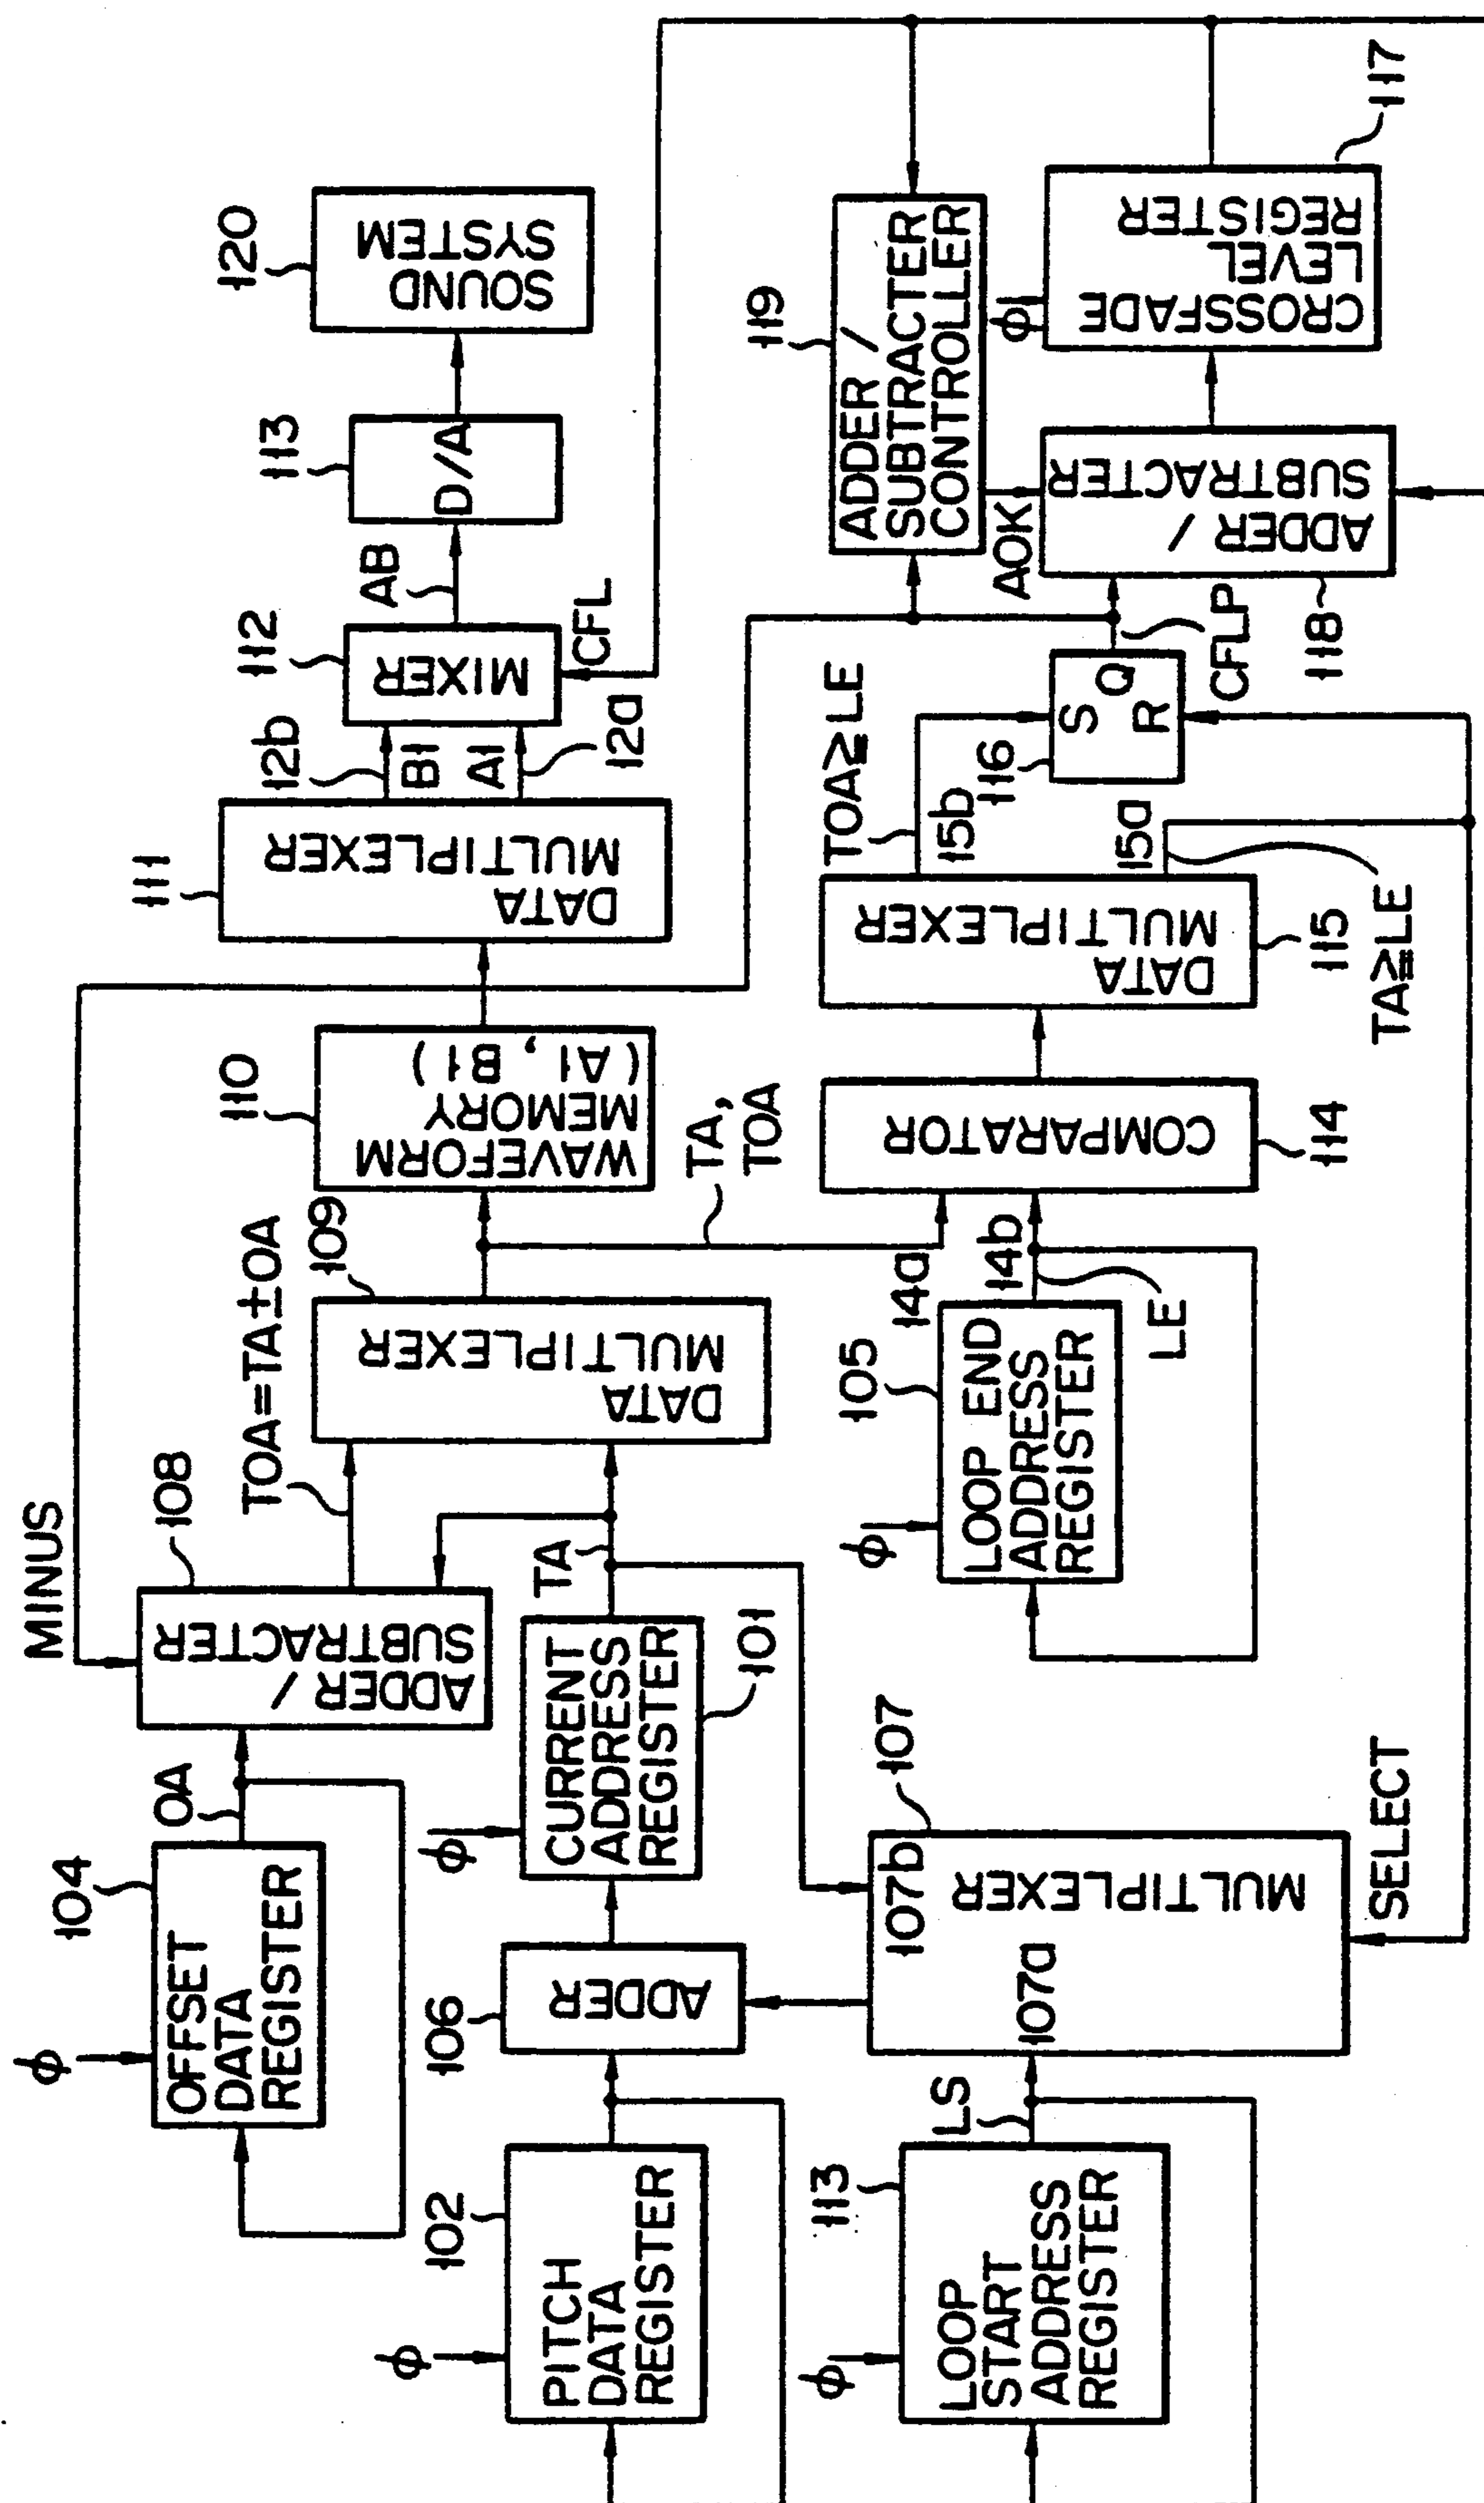 φ
104
OFFSET
DATA
REGISTER
OA
MINUS
108
ADDER /
SUBTRACTER
TOA=TA±OA
φ
102
PITCH
DATA
REGISTER
106
ADDER
φ
CURRENT
ADDRESS
REGISTER
101
TA
109
DATA
MULTIPLEXER
110
WAVEFORM
MEMORY
(A1, B1)
TA,
TOA
111
DATA
MULTIPLEXER
12b
B1
A1
12a
112
MIXER
CFL
AB
113
D/A
120
SOUND
SYSTEM
φ
113
LOOP
START
ADDRESS
REGISTER
LS
107
107a
107b
MULTIPLEXER
SELECT
φ
105
LOOP END
ADDRESS
REGISTER
LE
14a
14b
114
COMPARATOR
115
DATA
MULTIPLEXER
TOA≧LE
15b
15a
TA≧LE
116
S
Q
R
CFLP
119
ADDER /
SUBTRACTER
CONTROLLER
AOK
118
ADDER /
SUBTRACTER
φ
CROSSFADE
LEVEL
REGISTER
117